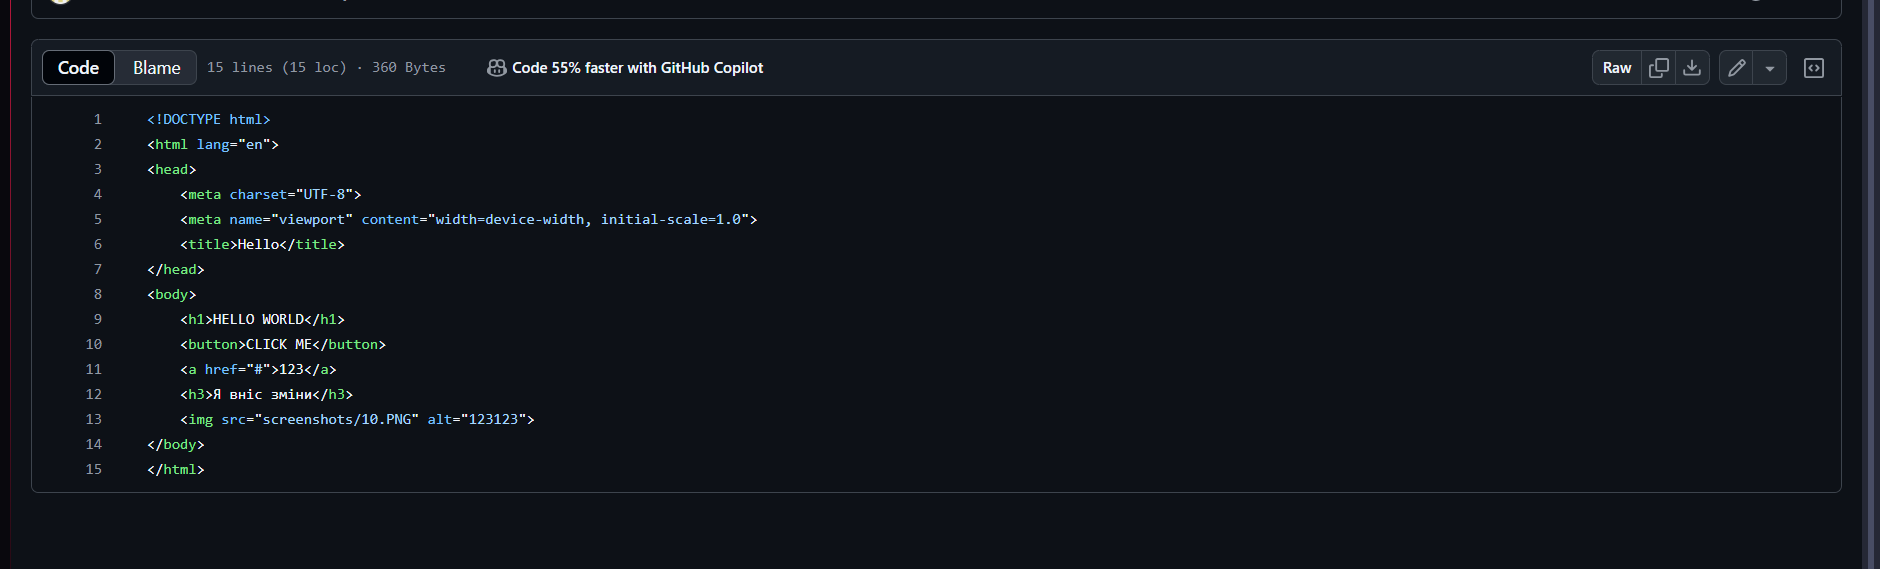 Code Blame 15 lines (15 loc) · 360 Bytes Code 55% faster with GitHub Copilot Raw
1 <!DOCTYPE html>
2 <html lang="en">
3 <head>
4 <meta charset="UTF-8">
5 <meta name="viewport" content="width=device-width, initial-scale=1.0">
6 <title>Hello</title>
7 </head>
8 <body>
9 <h1>HELLO WORLD</h1>
10 <button>CLICK ME</button>
11 <a href="#">123</a>
12 <h3>Я вніс зміни</h3>
13 <img src="screenshots/10.PNG" alt="123123">
14 </body>
15 </html>